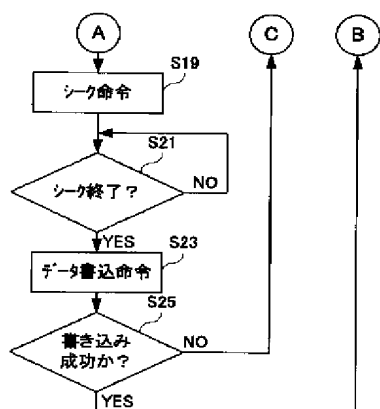 A
C
B
S19
シーク命令
S21
シーク終了?
NO
YES
S23
データ書込命令
S25
書き込み
成功か?
NO
YES